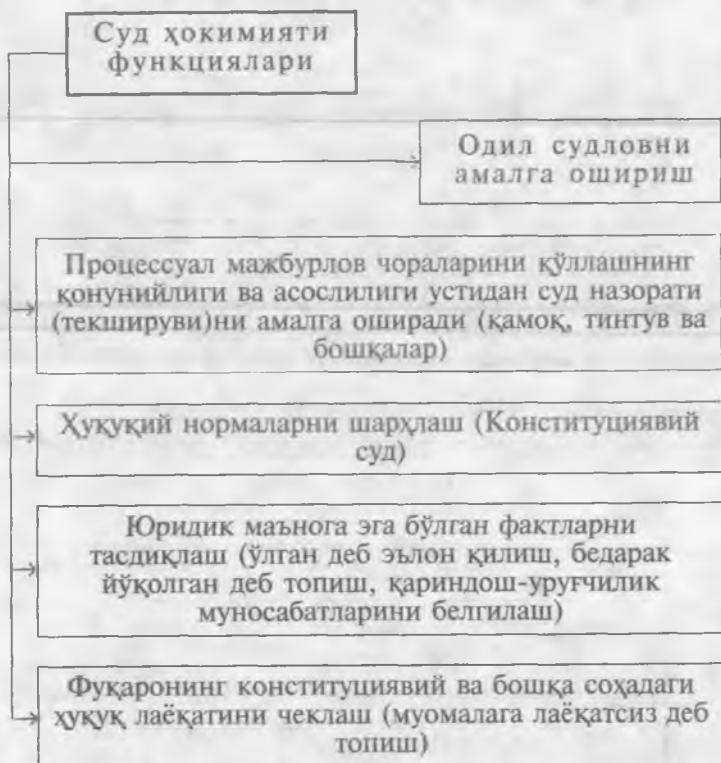 Суд ҳокимияти
функциялари
Одил судловни
амалга ошириш
Процессуал мажбурлов чораларини қўллашнинг
қонунийлиги ва асослилиги устидан суд назорати
(текшируви)ни амалга оширади (қамоқ, тинтув ва
бошқалар)
Ҳуқуқий нормаларни шарҳлаш (Конституциявий
суд)
Юридик маънога эга бўлган фактларни
тасдиқлаш (ўлган деб эълон қилиш, бедарак
йўқолган деб топиш, қариндош-уруғчилик
муносабатларини белгилаш)
Фуқаронинг конституциявий ва бошқа соҳадаги
ҳуқуқ лаёқатини чеклаш (муомалага лаёқатсиз деб
топиш)